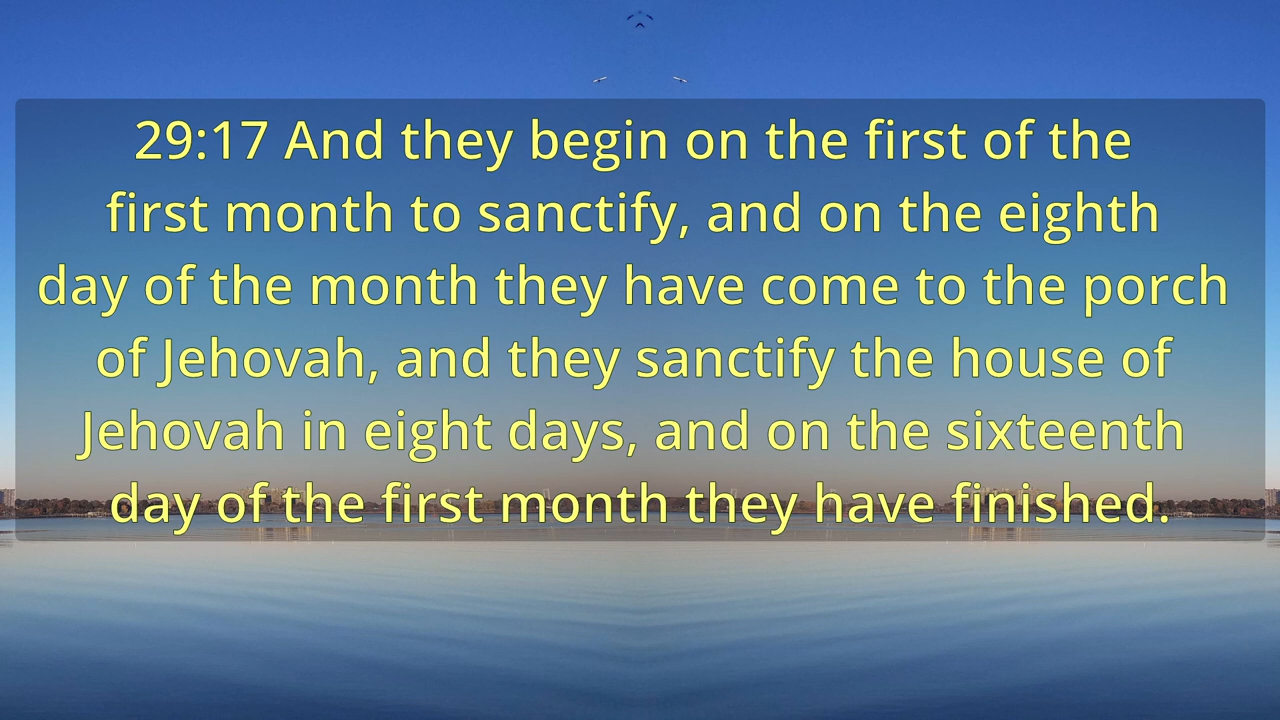 29:17 And they begin on the first of the
first month to sanctify, and on the eighth
day of the month they have come to the porch
of Jehovah, and they sanctify the house of
Jehovah in eight days, and on the sixteenth
day of the first month they have finished.